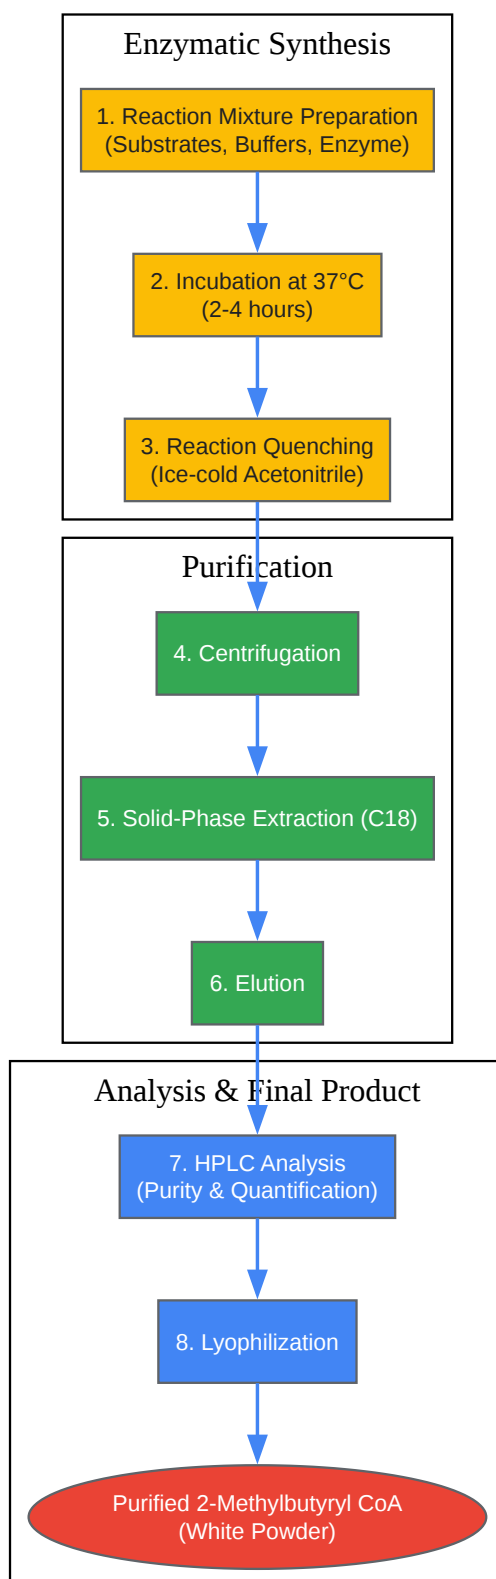 Enzymatic Synthesis
1. Reaction Mixture Preparation
(Substrates, Buffers, Enzyme)
2. Incubation at 37°C
(2-4 hours)
3. Reaction Quenching
(Ice-cold Acetonitrile)
Purification
4. Centrifugation
5. Solid-Phase Extraction (C18)
6. Elution
Analysis & Final Product
7. HPLC Analysis
(Purity & Quantification)
8. Lyophilization
Purified 2-Methylbutyryl CoA
(White Powder)